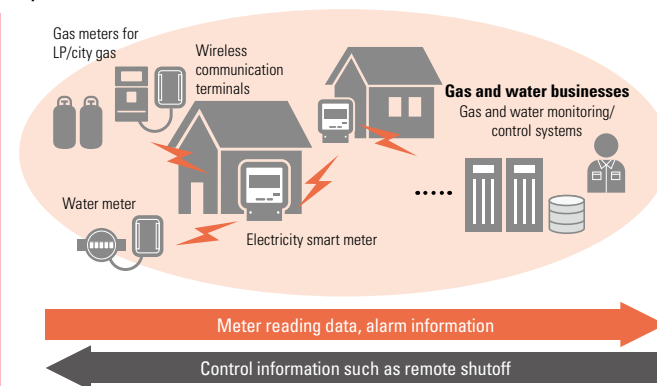 Gas meters for
LP/city gas
Wireless
communication
terminals
Gas and water businesses
Gas and water monitoring/
control systems
Water meter
Electricity smart meter
Meter reading data, alarm information
Control information such as remote shutoff